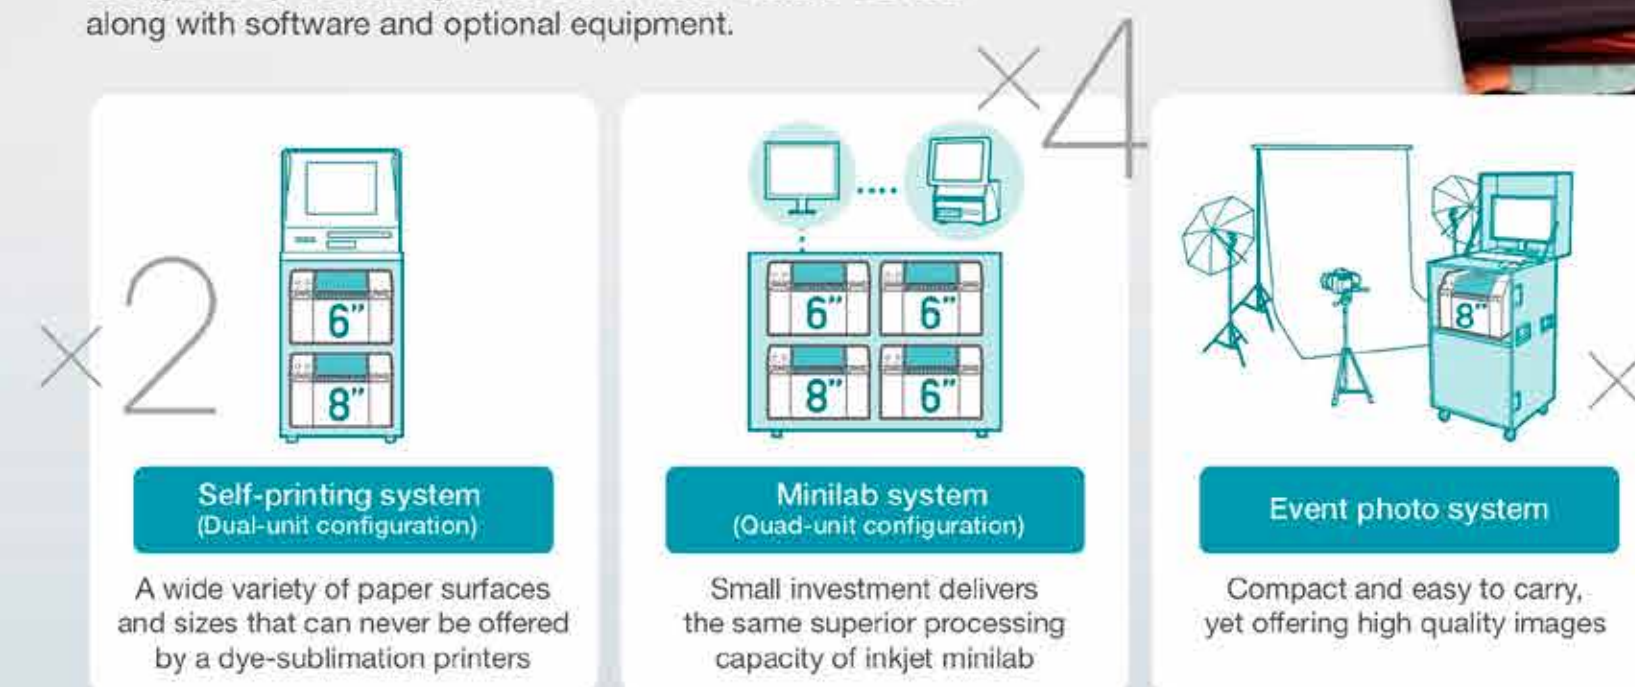 along with software and optional equipment.
×2
6”
8”
Self-printing system
(Dual-unit configuration)
A wide variety of paper surfaces
and sizes that can never be offered
by a dye-sublimation printers
×4
6” 6”
8” 6”
Minilab system
(Quad-unit configuration)
Small investment delivers
the same superior processing
capacity of inkjet minilab
8”
×
Event photo system
Compact and easy to carry,
yet offering high quality images